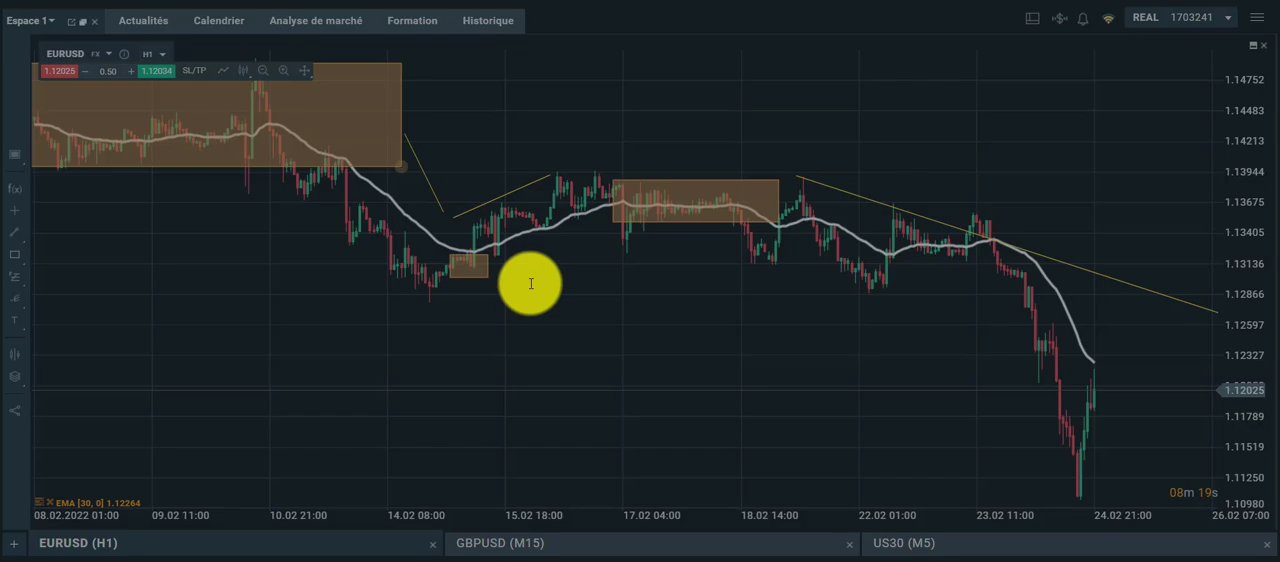 Espace 1 Actualités Calendrier Analyse de marché Formation Historique REAL 1703241
EURUSD FX H1
1.12025 0.50 1.12034 SL/TP
1.14752
1.14483
1.14213
1.13944
1.13675
1.13405
1.13136
1.12866
1.12597
1.12327
1.12025
1.11789
1.11519
1.11250
1.10980
f(x)
T
EMA [30, 0] 1.12264
08m 19s
08.02.2022 01:00 09.02 11:00 10.02 21:00 14.02 08:00 15.02 18:00 17.02 04:00 18.02 14:00 22.02 01:00 23.02 11:00 24.02 21:00 26.02 07:00
EURUSD (H1) GBPUSD (M15) US30 (M5)